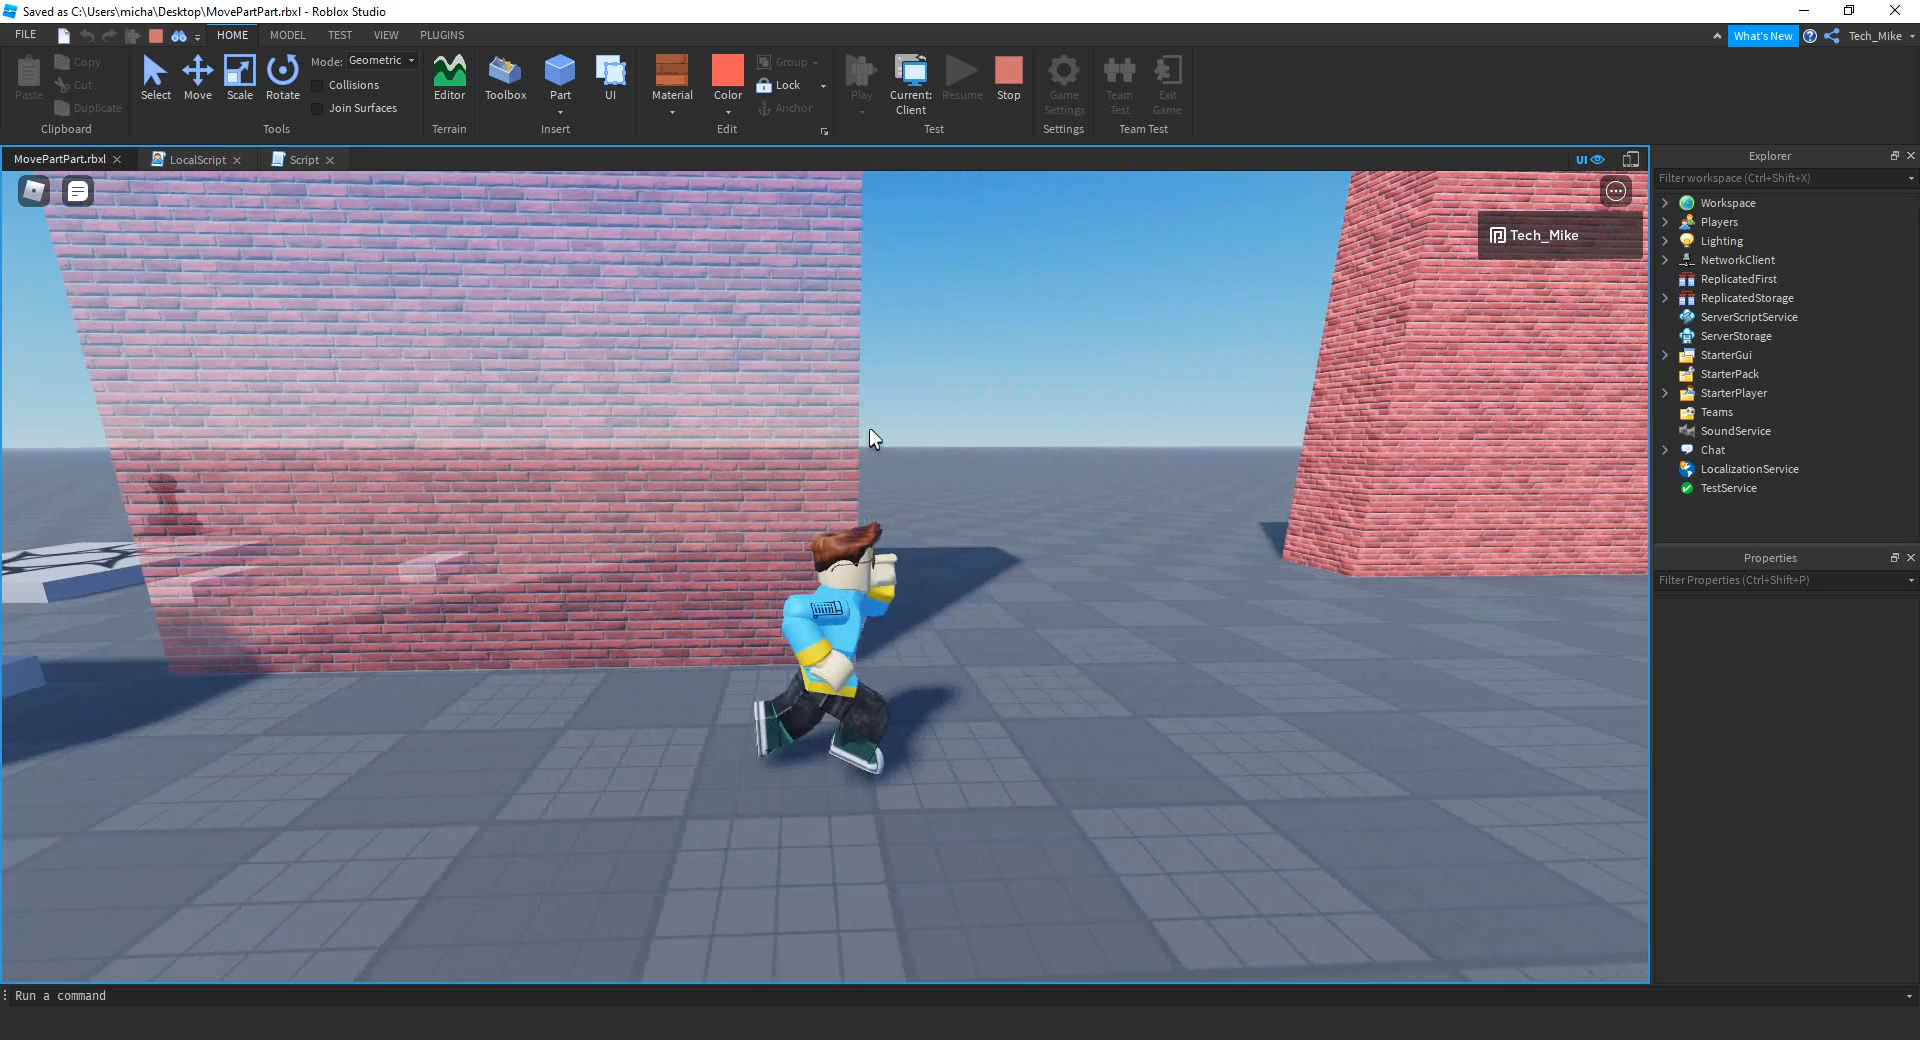 Saved as C:\Users\micha\Desktop\MovePartPart.rbxl - Roblox Studio
FILE
HOME
MODEL
TEST
VIEW
PLUGINS
What's New
Tech_Mike
Paste
Copy
Cut
Duplicate
Clipboard
Select
Move
Scale
Rotate
Mode: Geometric
Collisions
Join Surfaces
Tools
Editor
Terrain
Toolbox
Part
UI
Insert
Material
Color
Group
Lock
Anchor
Edit
Play
Current:
Client
Resume
Stop
Test
Game
Settings
Settings
Team
Test
Exit
Game
Team Test
MovePartPart.rbxl
LocalScript
Script
UI
Tech_Mike
Explorer
Filter workspace (Ctrl+Shift+X)
Workspace
Players
Lighting
NetworkClient
ReplicatedFirst
ReplicatedStorage
ServerScriptService
ServerStorage
StarterGui
StarterPack
StarterPlayer
Teams
SoundService
Chat
LocalizationService
TestService
Properties
Filter Properties (Ctrl+Shift+P)
Run a command